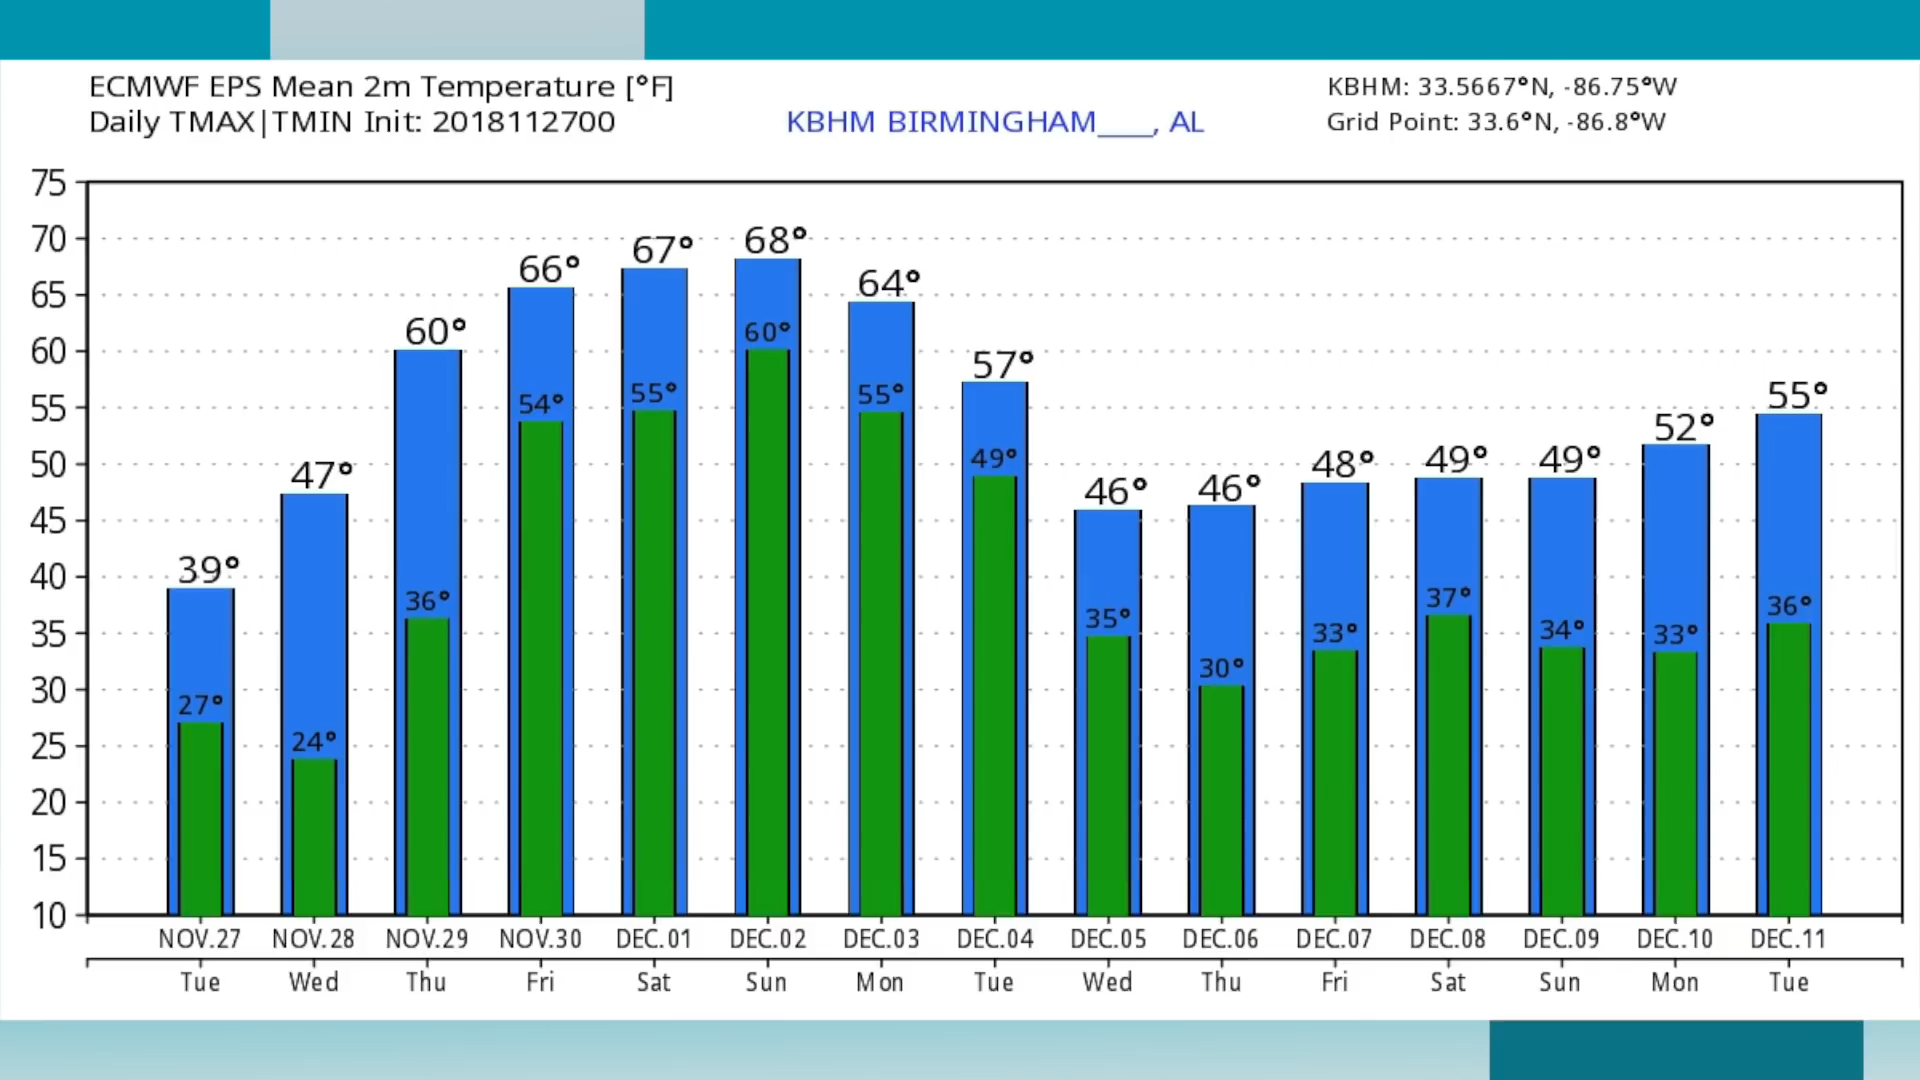 ECMWF EPS Mean 2m Temperature [°F]
Daily TMAX|TMIN Init: 2018112700
KBHM BIRMINGHAM____, AL
KBHM: 33.5667°N, -86.75°W
Grid Point: 33.6°N, -86.8°W
75
70
65
60
55
50
45
40
35
30
25
20
15
10
39° 47° 60° 66° 67° 68° 64° 57° 46° 46° 48° 49° 49° 52° 55°
27° 24° 36° 54° 55° 60° 55° 49° 35° 30° 33° 37° 34° 33° 36°
NOV.27 NOV.28 NOV.29 NOV.30 DEC.01 DEC.02 DEC.03 DEC.04 DEC.05 DEC.06 DEC.07 DEC.08 DEC.09 DEC.10 DEC.11
Tue Wed Thu Fri Sat Sun Mon Tue Wed Thu Fri Sat Sun Mon Tue